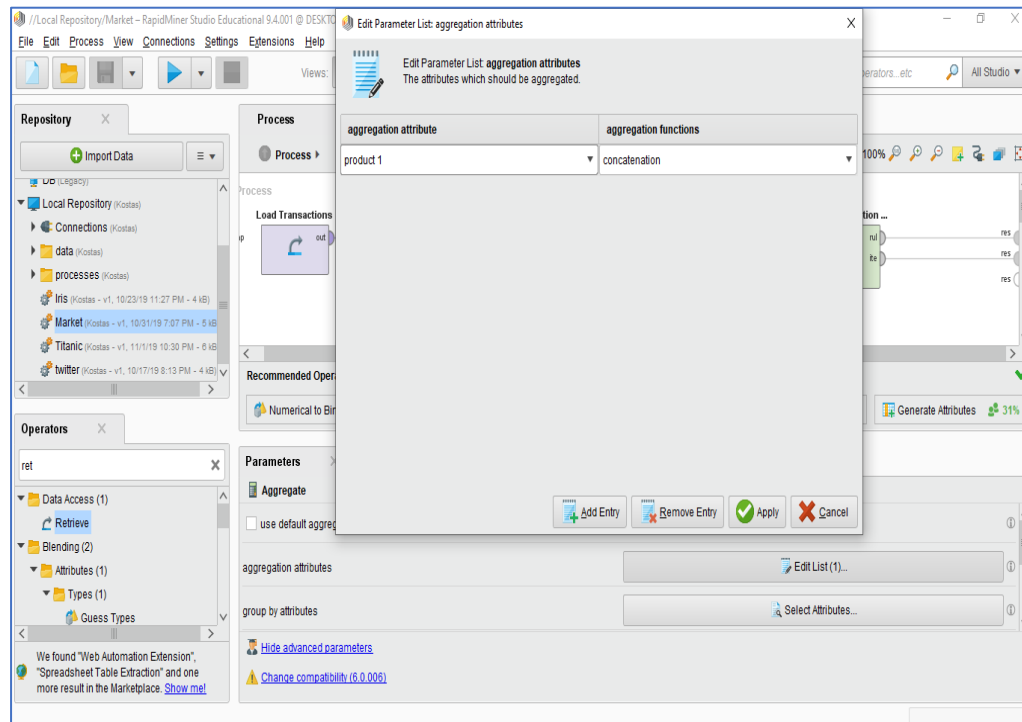 //Local Repository/Market – RapidMiner Studio Educational 9.4.001 @ DESKTO
File Edit Process View Connections Settings Extensions Help
Views:
operators...etc
All Studio
Repository
Import Data
DB (Legacy)
Local Repository (Kostas)
Connections (Kostas)
data (Kostas)
processes (Kostas)
Iris (Kostas - v1, 10/23/19 11:27 PM - 4 kB)
Market (Kostas - v1, 10/31/19 7:07 PM - 5 kB
Titanic (Kostas - v1, 11/1/19 10:30 PM - 6 kB
twitter (Kostas - v1, 10/17/19 8:13 PM - 4 kB)
Operators
ret
Data Access (1)
Retrieve
Blending (2)
Attributes (1)
Types (1)
Guess Types
We found "Web Automation Extension",
"Spreadsheet Table Extraction" and one
more result in the Marketplace. Show me!
Process
Process
100%
Process
Load Transactions
out
tion ...
rul
ite
res
res
res
Recommended Oper
Numerical to Bin
Generate Attributes 31%
Edit Parameter List: aggregation attributes
Edit Parameter List: aggregation attributes
The attributes which should be aggregated.
aggregation attribute
aggregation functions
product 1
concatenation
Add Entry
Remove Entry
Apply
Cancel
Parameters
Aggregate
use default aggreg
aggregation attributes
Edit List (1)...
group by attributes
Select Attributes...
Hide advanced parameters
Change compatibility (6.0.006)